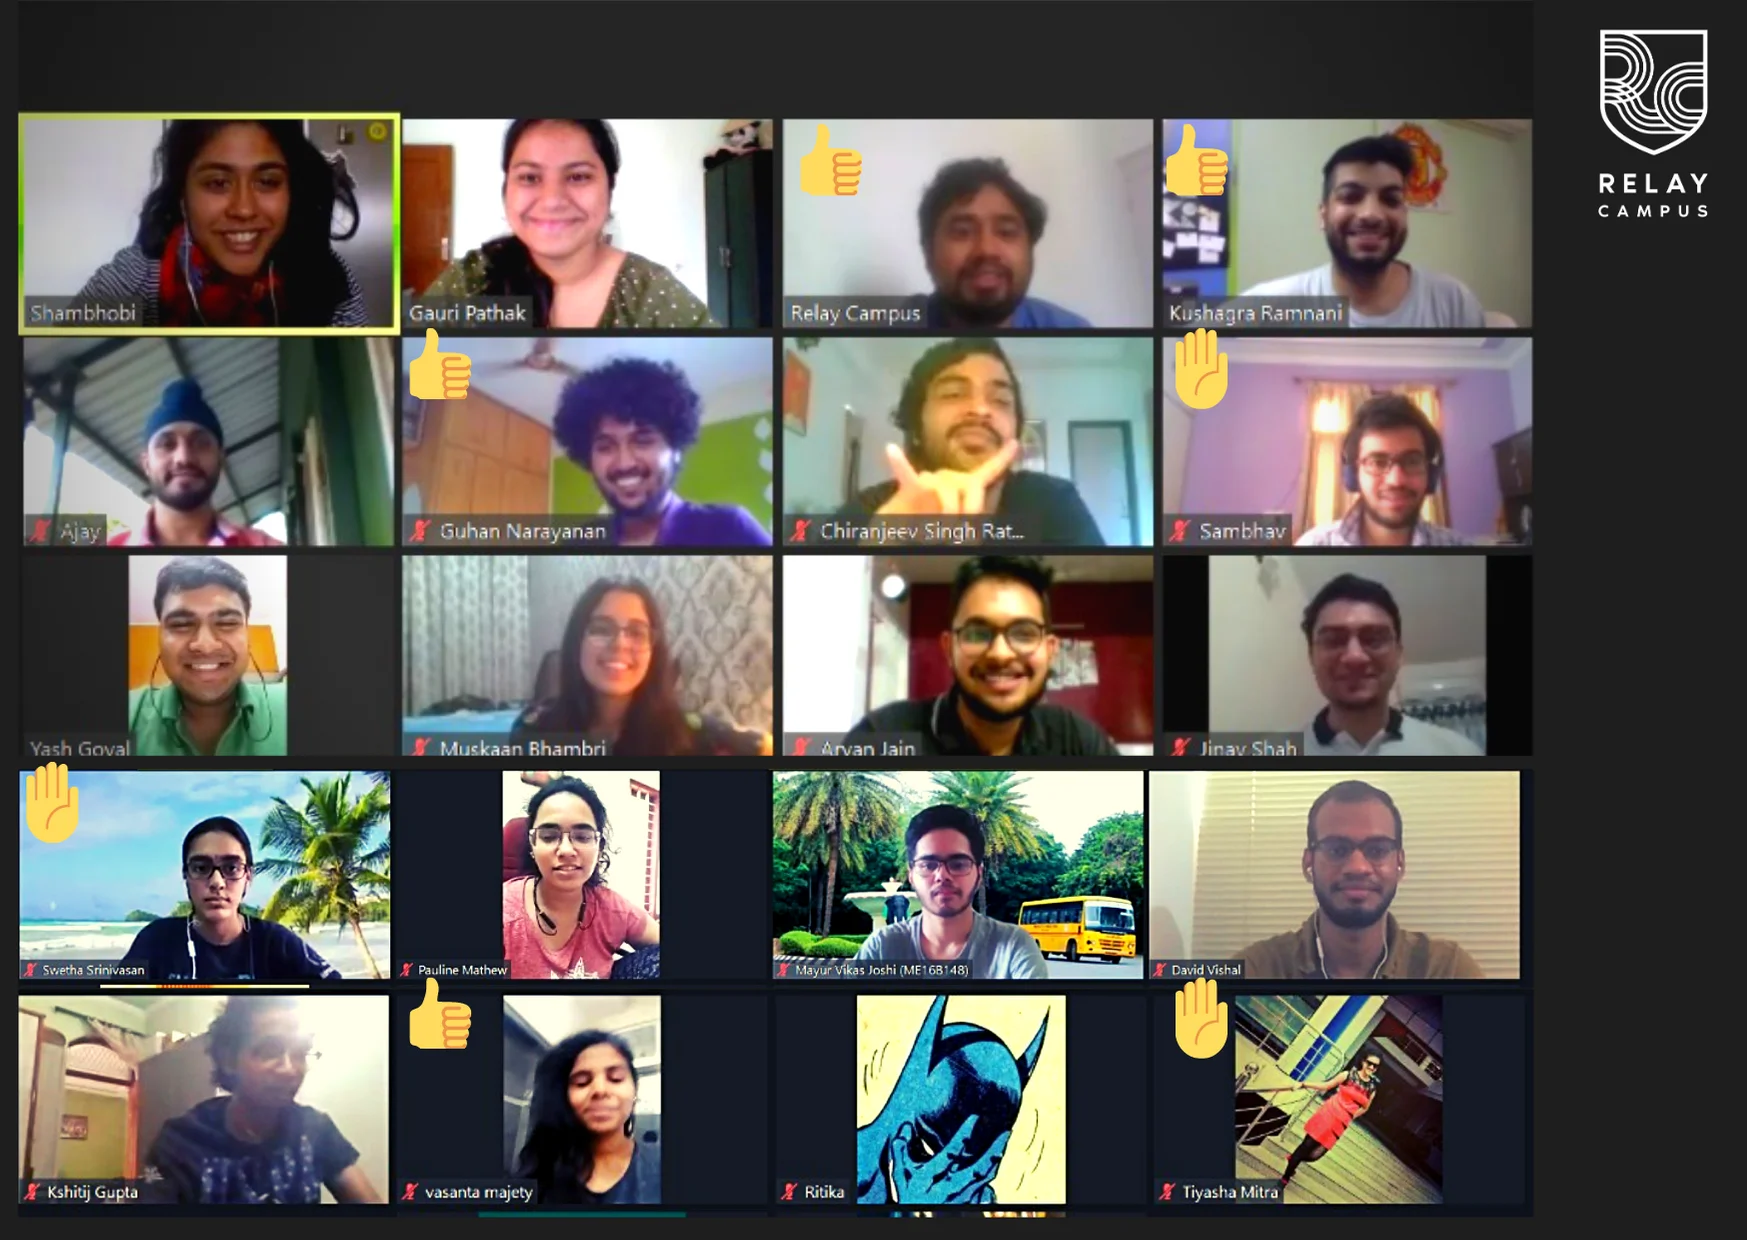 RELAY
CAMPUS
Shambhobi
Gauri Pathak
Relay Campus
Kushagra Ramnani
Ajay
Guhan Narayanan
Chiranjeev Singh Rat...
Sambhav
Yash Goyal
Muskaan Bhambri
Aryan Jain
Jinay Shah
Swetha Srinivasan
Pauline Mathew
Mayur Vikas Joshi (ME16B148)
David Vishal
Kshitij Gupta
vasanta majety
Ritika
Tiyasha Mitra